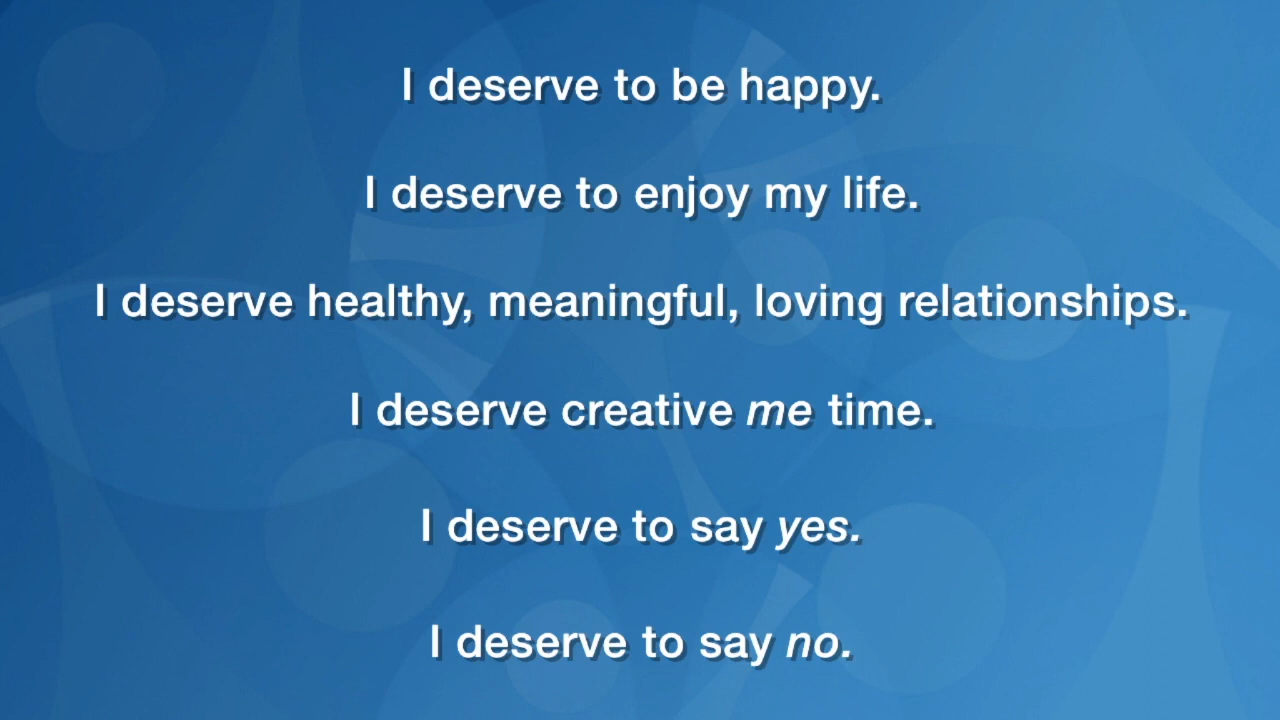 I deserve to be happy.
I deserve to enjoy my life.
I deserve healthy, meaningful, loving relationships.
I deserve creative me time.
I deserve to say yes.
I deserve to say no.